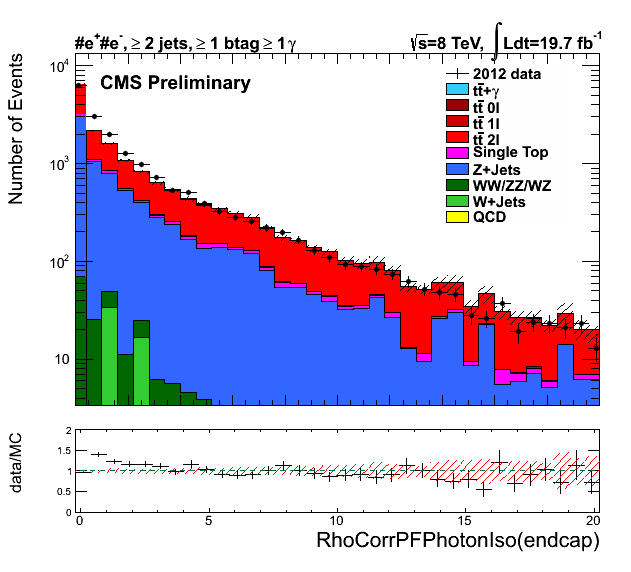 #e⁺#e⁻, ≥ 2 jets, ≥ 1 btag ≥ 1 γ
√s=8 TeV, ∫ Ldt=19.7 fb⁻¹
CMS Preliminary
2012 data
tt̄+γ
tt̄ 0l
tt̄ 1l
tt̄ 2l
Single Top
Z+Jets
WW/ZZ/WZ
W+Jets
QCD
Number of Events
10⁴
10³
10²
10
data/MC
2
1.5
1
0.5
0
0 5 10 15 20
RhoCorrPFPhotonIso(endcap)